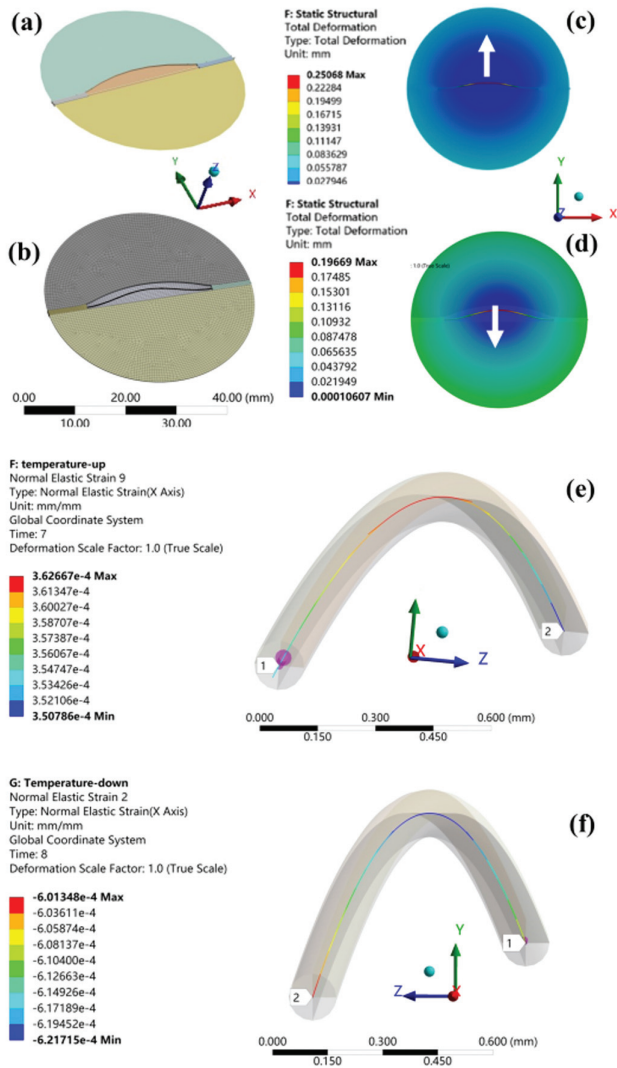 (a)
Y
Z
X
(b)
0.00
20.00
40.00 (mm)
10.00
30.00
F: Static Structural
Total Deformation
Type: Total Deformation
Unit: mm
0.25068 Max
0.22284
0.19499
0.16715
0.13931
0.11147
0.083629
0.055787
0.027946
(c)
Y
Z
X
F: Static Structural
Total Deformation
Type: Total Deformation
Unit: mm
0.19669 Max
0.17485
0.15301
0.13116
0.10932
0.087478
0.065635
0.043792
0.021949
0.00010607 Min
(d)
: 1.0 (True Scale)
F: temperature-up
Normal Elastic Strain 9
Type: Normal Elastic Strain(X Axis)
Unit: mm/mm
Global Coordinate System
Time: 7
Deformation Scale Factor: 1.0 (True Scale)
3.62667e-4 Max
3.61347e-4
3.60027e-4
3.58707e-4
3.57387e-4
3.56067e-4
3.54747e-4
3.53426e-4
3.52106e-4
3.50786e-4 Min
(e)
1
2
X
Z
0.000
0.300
0.600 (mm)
0.150
0.450
G: Temperature-down
Normal Elastic Strain 2
Type: Normal Elastic Strain(X Axis)
Unit: mm/mm
Global Coordinate System
Time: 8
Deformation Scale Factor: 1.0 (True Scale)
-6.01348e-4 Max
-6.03611e-4
-6.05874e-4
-6.08137e-4
-6.10400e-4
-6.12663e-4
-6.14926e-4
-6.17189e-4
-6.19452e-4
-6.21715e-4 Min
(f)
1
2
Y
Z
X
0.000
0.300
0.600 (mm)
0.150
0.450